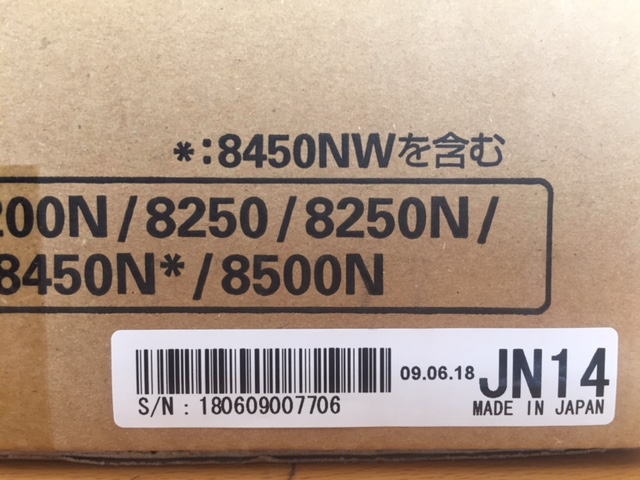 *:8450NWを含む
200N/8250/8250N/
8450N*/8500N
09.06.18 JN14
S/N : 180609007706
MADE IN JAPAN